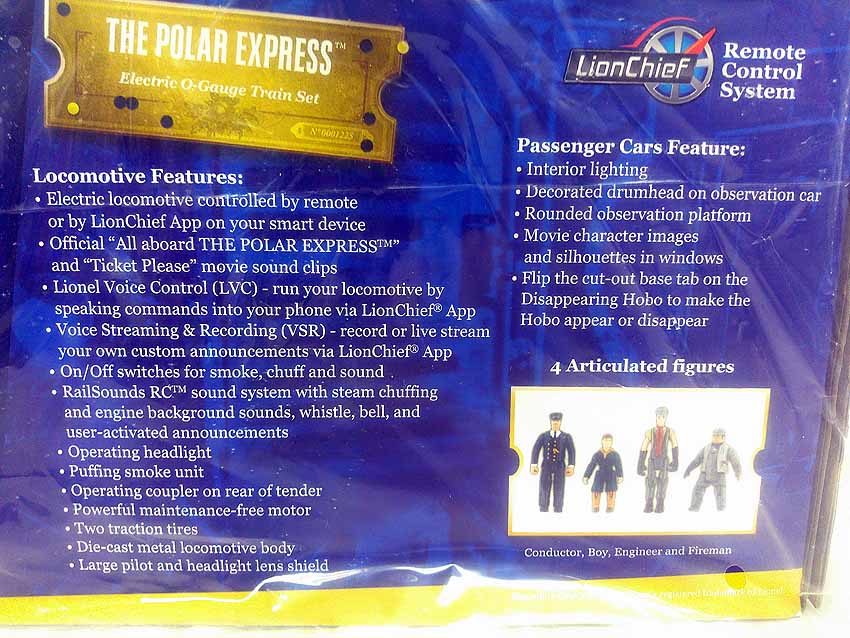 THE POLAR EXPRESS™
Electric O-Gauge Train Set
Nº 0001225
LionChief
Remote
Control
System
Locomotive Features:
• Electric locomotive controlled by remote
or by LionChief App on your smart device
• Official “All aboard THE POLAR EXPRESS™”
and “Ticket Please” movie sound clips
• Lionel Voice Control (LVC) - run your locomotive by
speaking commands into your phone via LionChief® App
• Voice Streaming & Recording (VSR) - record or live stream
your own custom announcements via LionChief® App
• On/Off switches for smoke, chuff and sound
• RailSounds RC™ sound system with steam chuffing
and engine background sounds, whistle, bell, and
user-activated announcements
• Operating headlight
• Puffing smoke unit
• Operating coupler on rear of tender
• Powerful maintenance-free motor
• Two traction tires
• Die-cast metal locomotive body
• Large pilot and headlight lens shield
Passenger Cars Feature:
• Interior lighting
• Decorated drumhead on observation car
• Rounded observation platform
• Movie character images
and silhouettes in windows
• Flip the cut-out base tab on the
Disappearing Hobo to make the
Hobo appear or disappear
4 Articulated figures
Conductor, Boy, Engineer and Fireman
registered trademark of Lionel